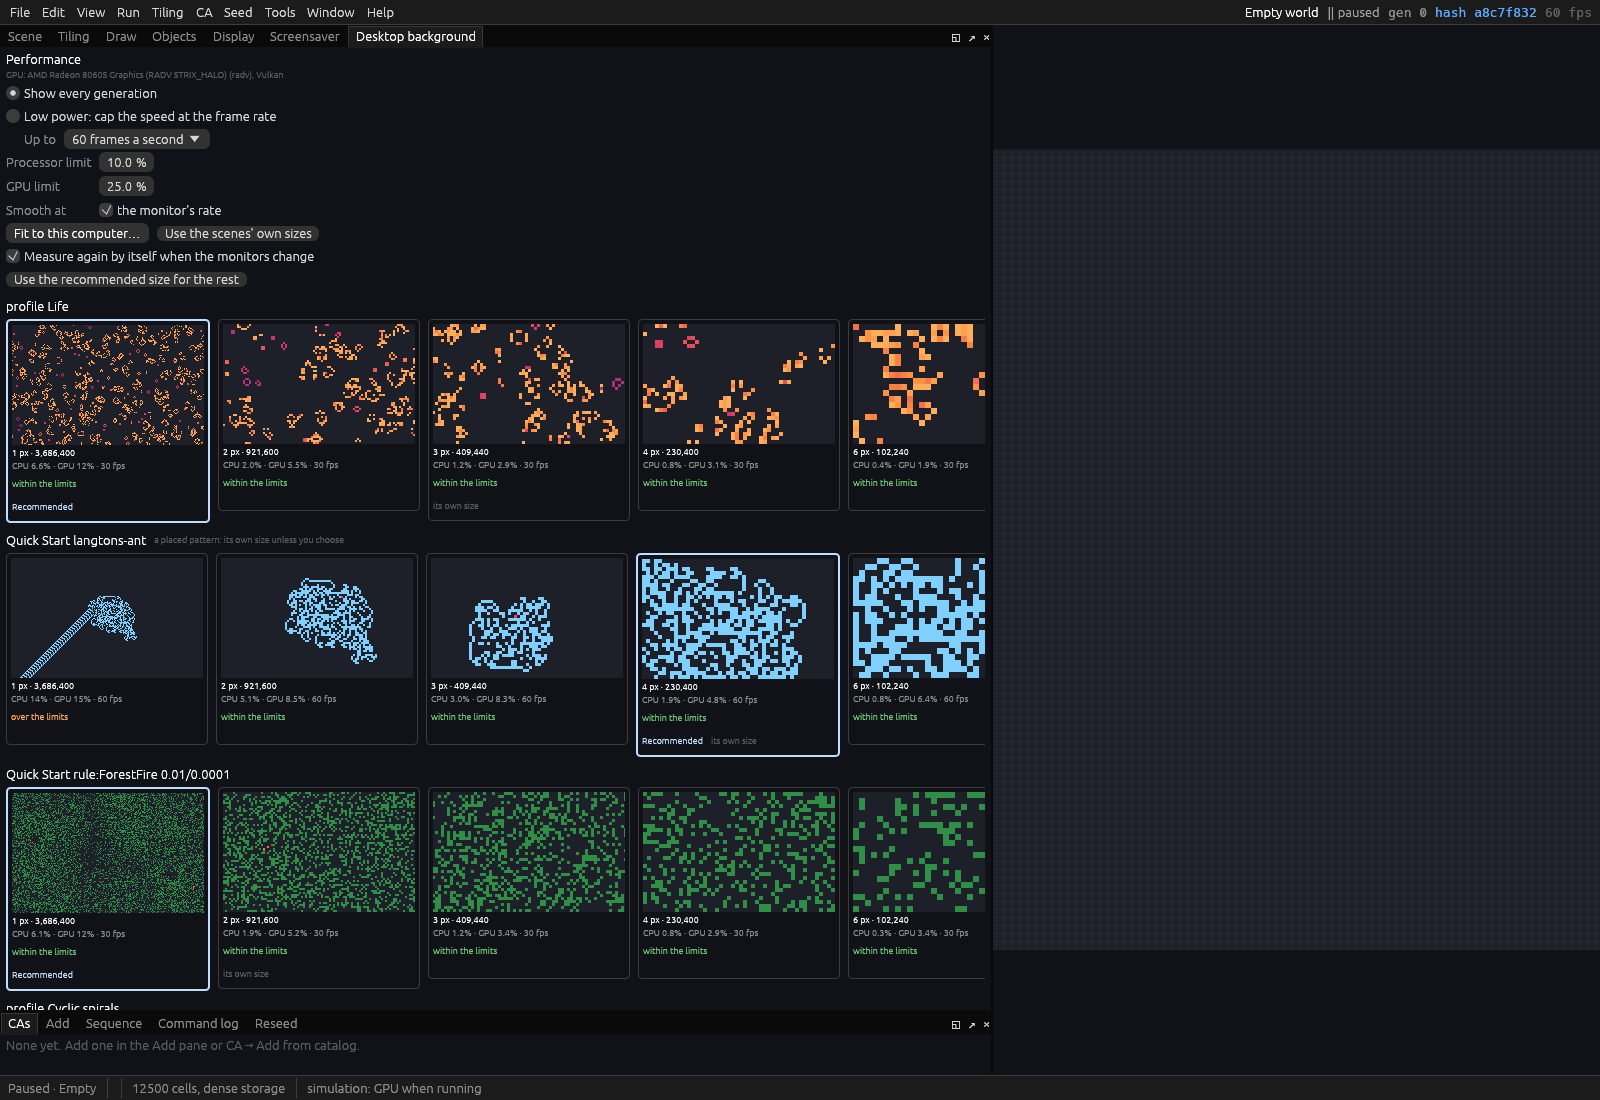 File Edit View Run Tiling CA Seed Tools Window Help
Empty world || paused gen 0 hash a8c7f832 60 fps
Scene Tiling Draw Objects Display Screensaver Desktop background
Performance
GPU: AMD Radeon 8060S Graphics (RADV STRIX_HALO) (radv), Vulkan
Show every generation
Low power: cap the speed at the frame rate
Up to 60 frames a second
Processor limit 10.0 %
GPU limit 25.0 %
Smooth at the monitor's rate
Fit to this computer... Use the scenes' own sizes
Measure again by itself when the monitors change
Use the recommended size for the rest
profile Life
1 px · 3,686,400
CPU 6.6% · GPU 12% · 30 fps
within the limits
Recommended
2 px · 921,600
CPU 2.0% · GPU 5.5% · 30 fps
within the limits
3 px · 409,440
CPU 1.2% · GPU 2.9% · 30 fps
within the limits
its own size
4 px · 230,400
CPU 0.8% · GPU 3.1% · 30 fps
within the limits
6 px · 102,240
CPU 0.4% · GPU 1.9% · 30 fps
within the limits
Quick Start langtons-ant a placed pattern: its own size unless you choose
1 px · 3,686,400
CPU 14% · GPU 15% · 60 fps
over the limits
2 px · 921,600
CPU 5.1% · GPU 8.5% · 60 fps
within the limits
3 px · 409,440
CPU 3.0% · GPU 8.3% · 60 fps
within the limits
4 px · 230,400
CPU 1.9% · GPU 4.8% · 60 fps
within the limits
Recommended its own size
6 px · 102,240
CPU 0.8% · GPU 6.4% · 60 fps
within the limits
Quick Start rule:ForestFire 0.01/0.0001
1 px · 3,686,400
CPU 6.1% · GPU 12% · 30 fps
within the limits
Recommended
2 px · 921,600
CPU 1.9% · GPU 5.2% · 30 fps
within the limits
its own size
3 px · 409,440
CPU 1.2% · GPU 3.4% · 30 fps
within the limits
4 px · 230,400
CPU 0.8% · GPU 2.9% · 30 fps
within the limits
6 px · 102,240
CPU 0.3% · GPU 3.4% · 30 fps
within the limits
profile Cyclic spirals
CAs Add Sequence Command log Reseed
None yet. Add one in the Add pane or CA → Add from catalog.
Paused · Empty 12500 cells, dense storage simulation: GPU when running